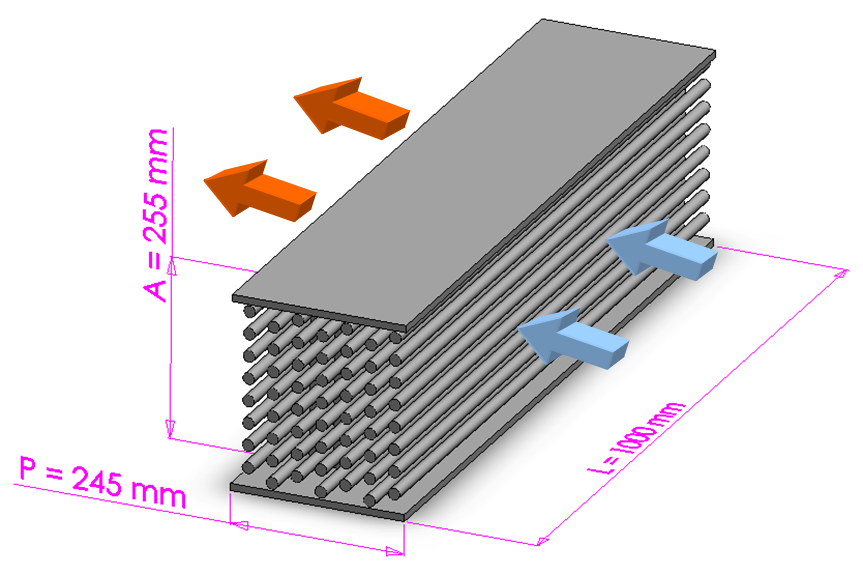 A = 255 mm
P = 245 mm
L = 1000 mm